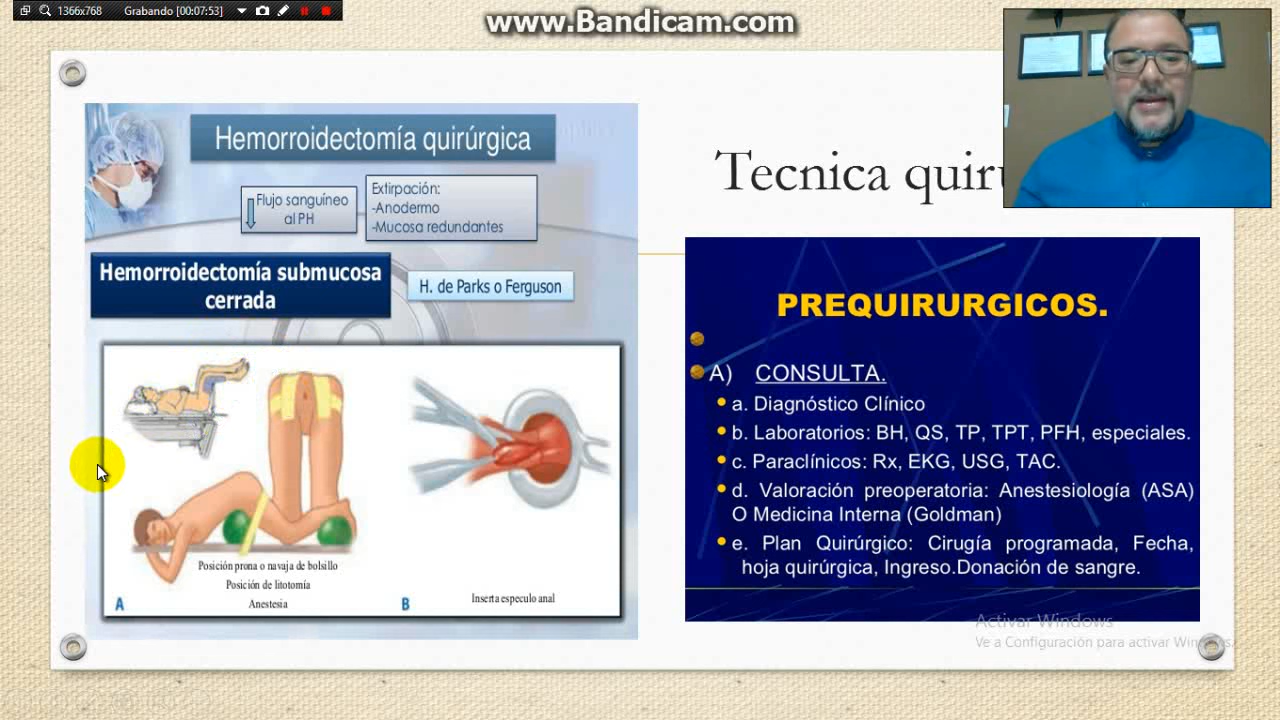 1366x768 Grabando [00:07:53]
www.Bandicam.com
Hemorroidectomía quirúrgica
Flujo sanguíneo
al PH
Extirpación:
-Anodermo
-Mucosa redundantes
Hemorroidectomía submucosa
cerrada
H. de Parks o Ferguson
Posición prona o navaja de bolsillo
Posición de litotomía
Anestesia
A
B
Inserta especulo anal
Tecnica quiru
PREQUIRURGICOS.
A) CONSULTA.
a. Diagnóstico Clínico
b. Laboratorios: BH, QS, TP, TPT, PFH, especiales.
c. Paraclínicos: Rx, EKG, USG, TAC.
d. Valoración preoperatoria: Anestesiología (ASA)
O Medicina Interna (Goldman)
e. Plan Quirúrgico: Cirugía programada, Fecha,
hoja quirúrgica, Ingreso.Donación de sangre.
Activar Windows
Ve a Configuración para activar Windows.